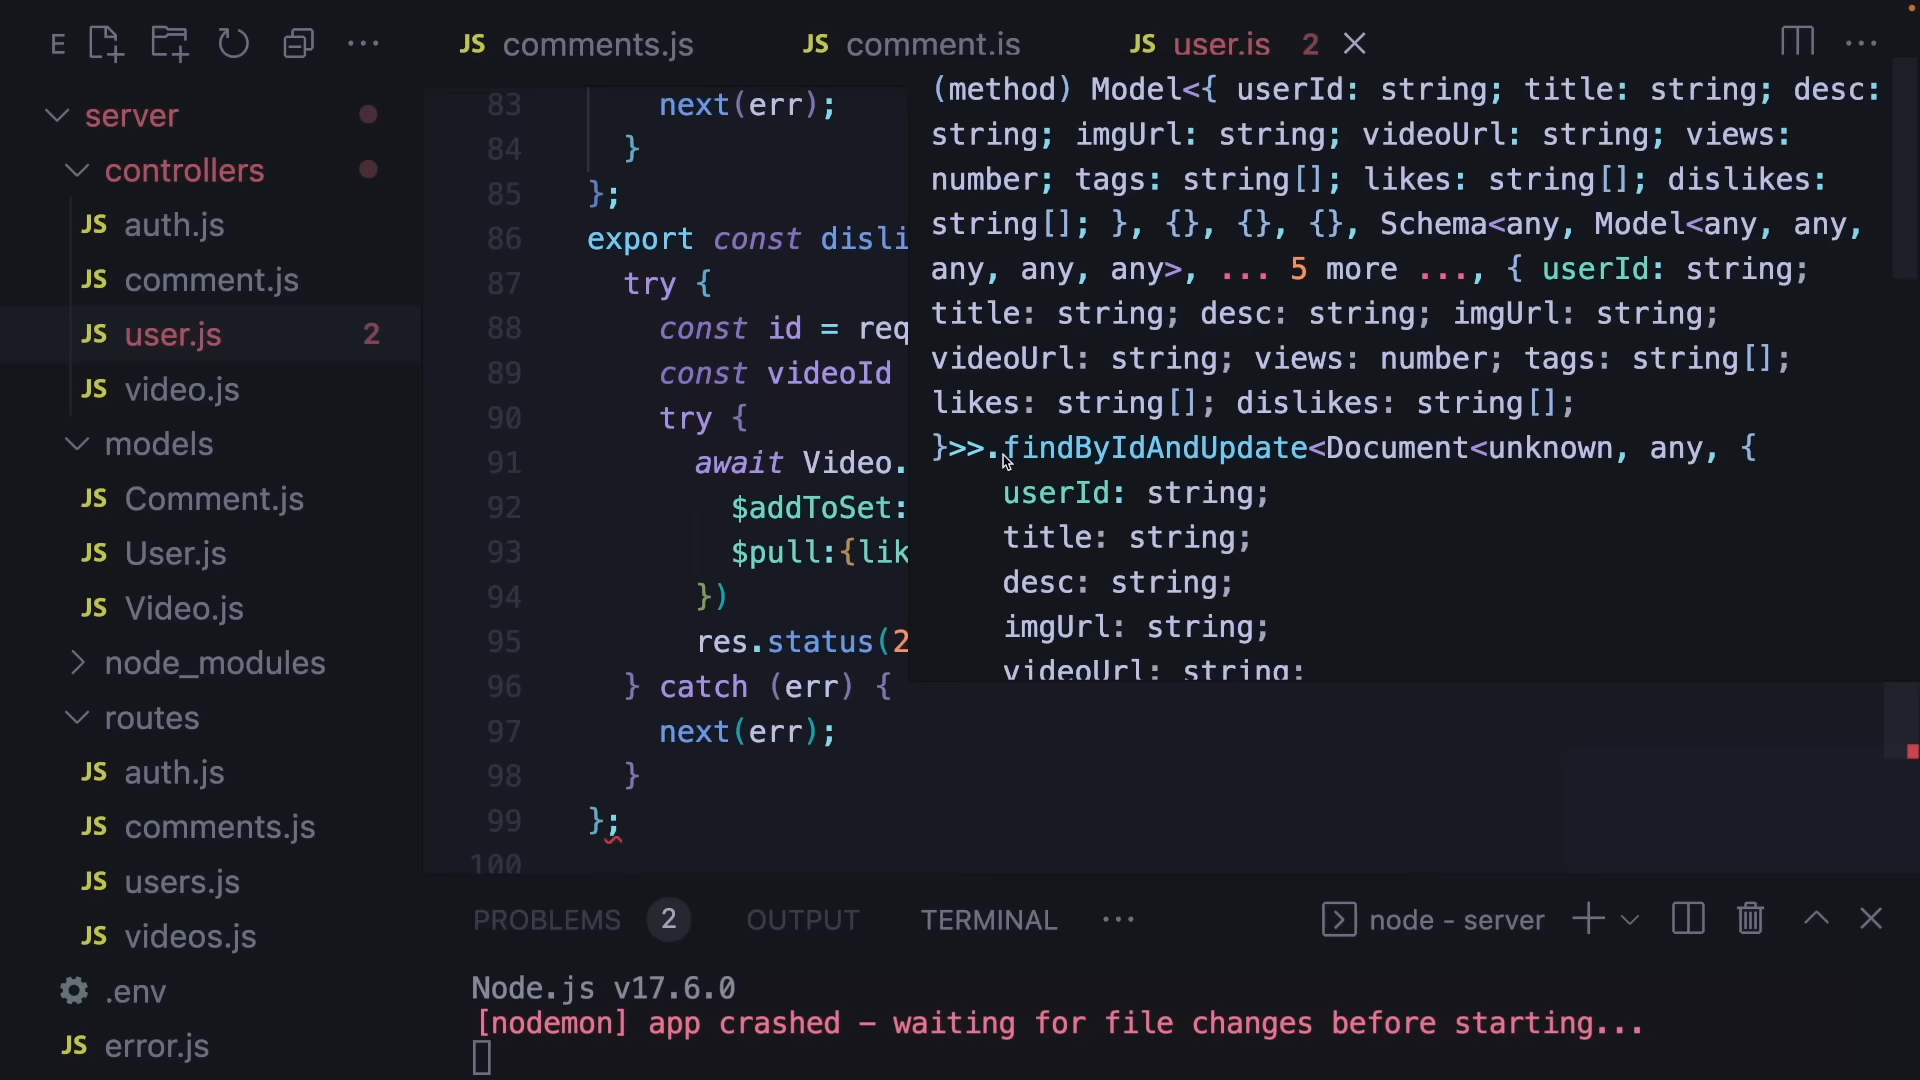 E
JS comments.js
JS comment.is
JS user.is 2
server
controllers
JS auth.js
JS comment.js
JS user.js 2
JS video.js
models
JS Comment.js
JS User.js
JS Video.js
node_modules
routes
JS auth.js
JS comments.js
JS users.js
JS videos.js
.env
JS error.js
83 next(err);
84 }
85 };
86 export const disli
87 try {
88 const id = req
89 const videoId
90 try {
91 await Video.
92 $addToSet:
93 $pull:{lik
94 })
95 res.status(2
96 } catch (err) {
97 next(err);
98 }
99 };
100
(method) Model<{ userId: string; title: string; desc:
string; imgUrl: string; videoUrl: string; views:
number; tags: string[]; likes: string[]; dislikes:
string[]; }, {}, {}, {}, Schema<any, Model<any, any,
any, any, any>, ... 5 more ..., { userId: string;
title: string; desc: string; imgUrl: string;
videoUrl: string; views: number; tags: string[];
likes: string[]; dislikes: string[];
}>>.findByIdAndUpdate<Document<unknown, any, {
userId: string;
title: string;
desc: string;
imgUrl: string;
videoUrl: string;
PROBLEMS 2 OUTPUT TERMINAL ··· node - server
Node.js v17.6.0
[nodemon] app crashed – waiting for file changes before starting...